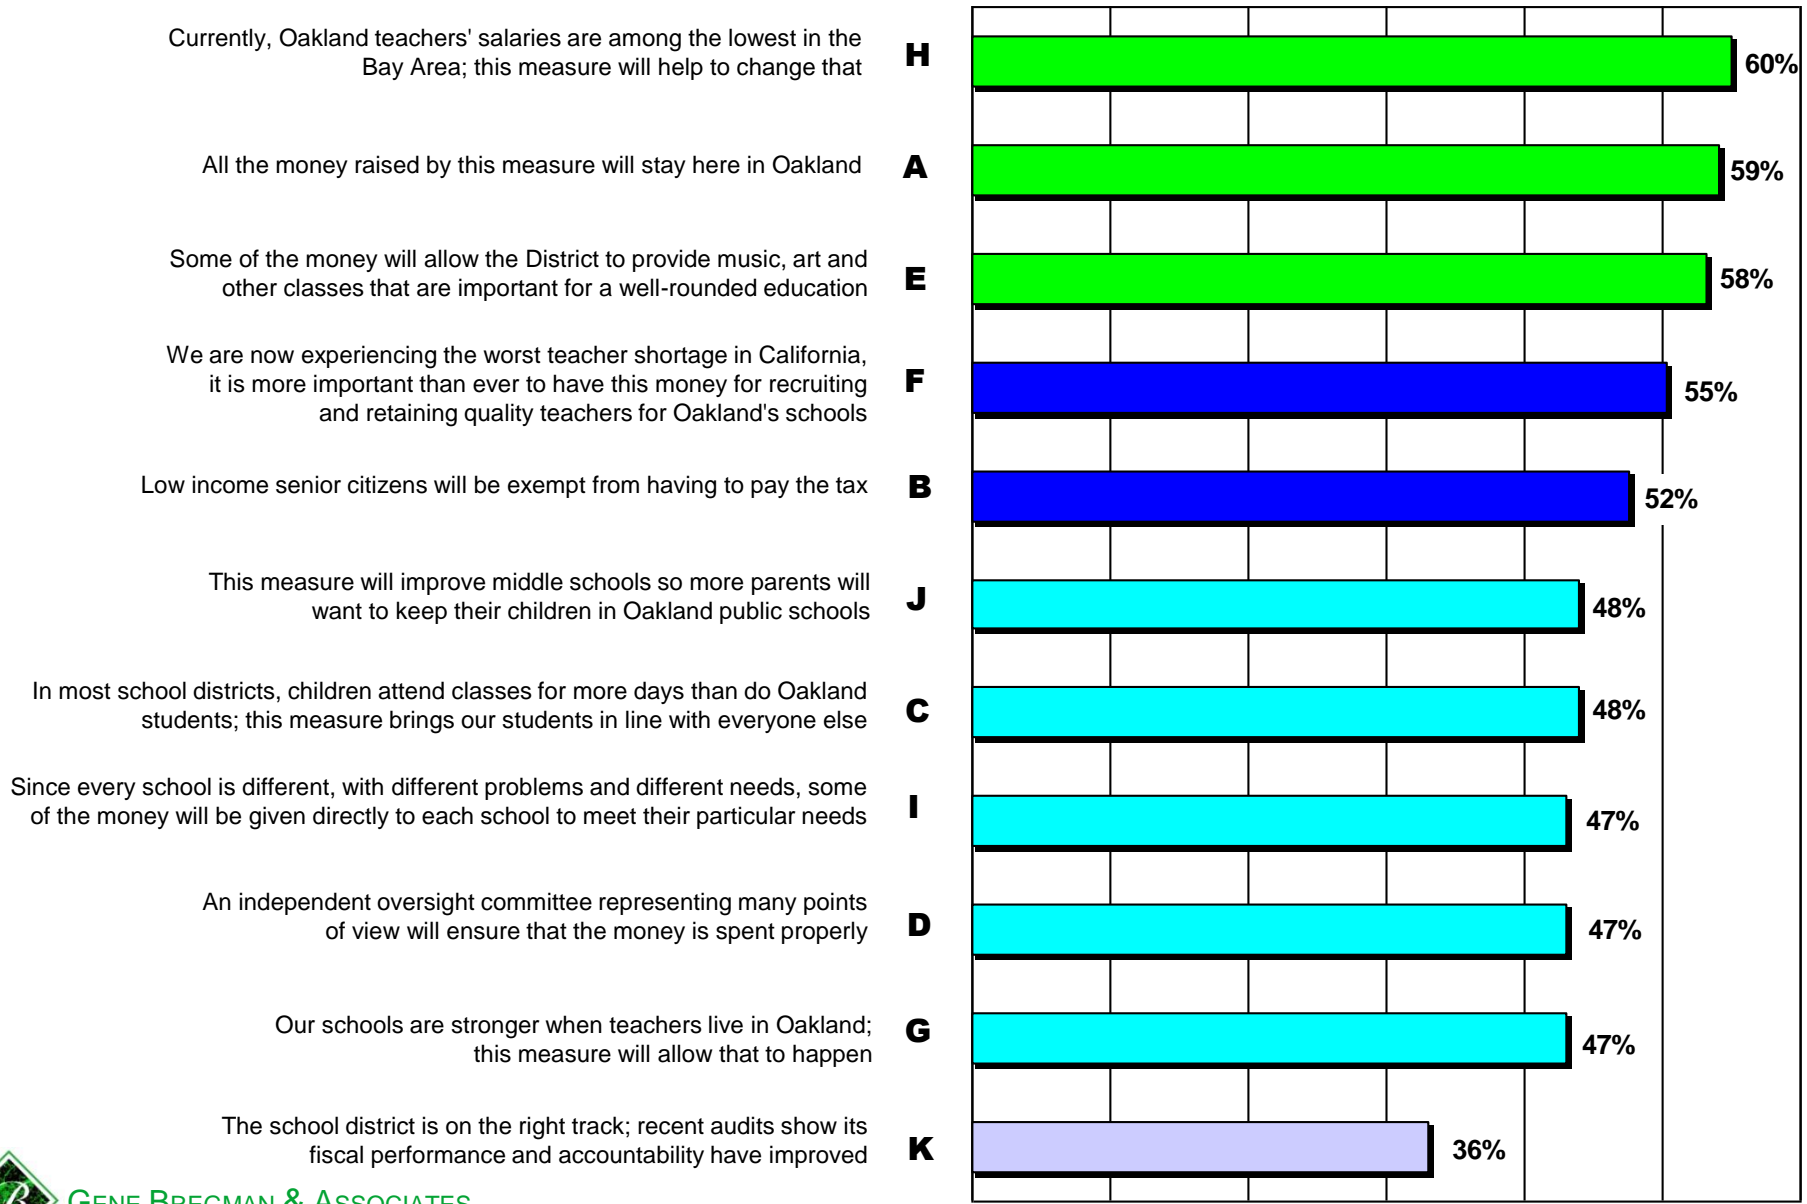 Currently, Oakland teachers' salaries are among the lowest in the
Bay Area; this measure will help to change that
H
60%
All the money raised by this measure will stay here in Oakland
A
59%
Some of the money will allow the District to provide music, art and
other classes that are important for a well-rounded education
E
58%
We are now experiencing the worst teacher shortage in California,
it is more important than ever to have this money for recruiting
and retaining quality teachers for Oakland's schools
F
55%
Low income senior citizens will be exempt from having to pay the tax
B
52%
This measure will improve middle schools so more parents will
want to keep their children in Oakland public schools
J
48%
In most school districts, children attend classes for more days than do Oakland
students; this measure brings our students in line with everyone else
C
48%
Since every school is different, with different problems and different needs, some
of the money will be given directly to each school to meet their particular needs
I
47%
An independent oversight committee representing many points
of view will ensure that the money is spent properly
D
47%
Our schools are stronger when teachers live in Oakland;
this measure will allow that to happen
G
47%
The school district is on the right track; recent audits show its
fiscal performance and accountability have improved
K
36%
GENE BREGMAN & ASSOCIATES